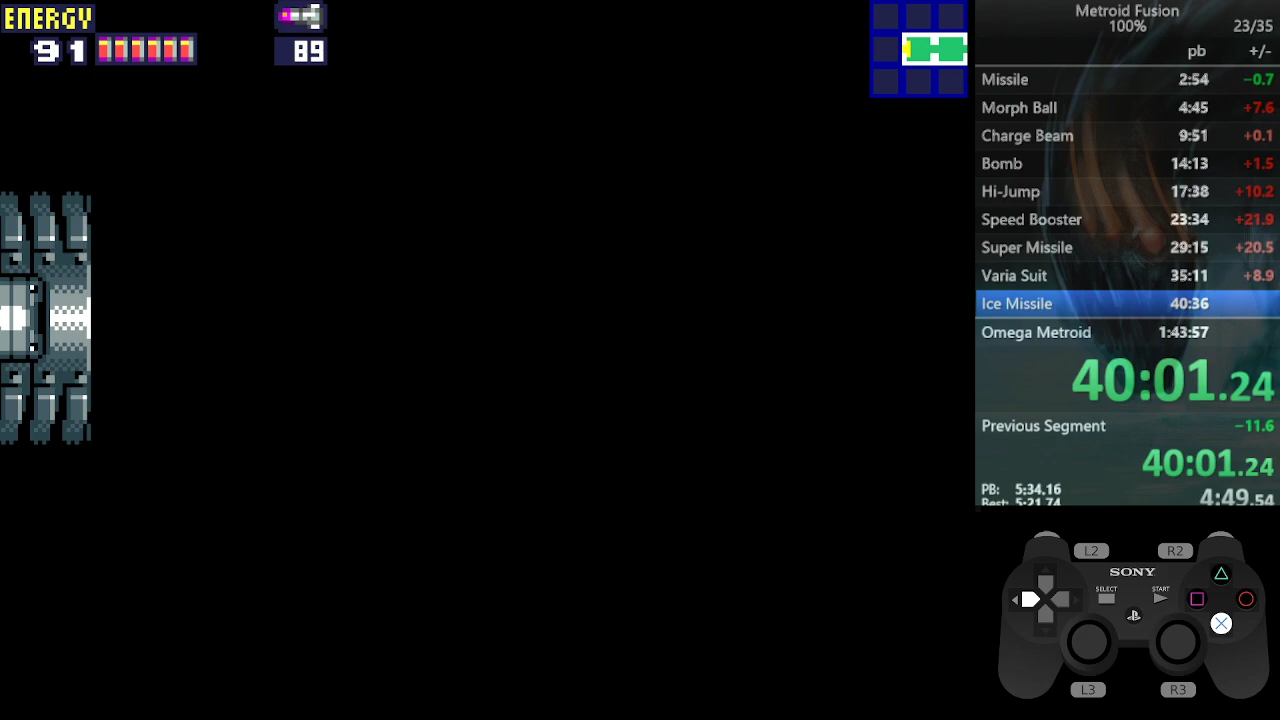 ENERGY
91
89
Metroid Fusion
100% 23/35
pb +/-
Missile 2:54 −0.7
Morph Ball 4:45 +7.6
Charge Beam 9:51 +0.1
Bomb 14:13 +1.5
Hi-Jump 17:38 +10.2
Speed Booster 23:34 +21.9
Super Missile 29:15 +20.5
Varia Suit 35:11 +8.9
Ice Missile 40:36
Omega Metroid 1:43:57
40:01.24
Previous Segment −11.6
40:01.24
PB: 5:34.16
Best: 5:21.74
4:49.54
L2 R2
SONY
SELECT START
L3 R3